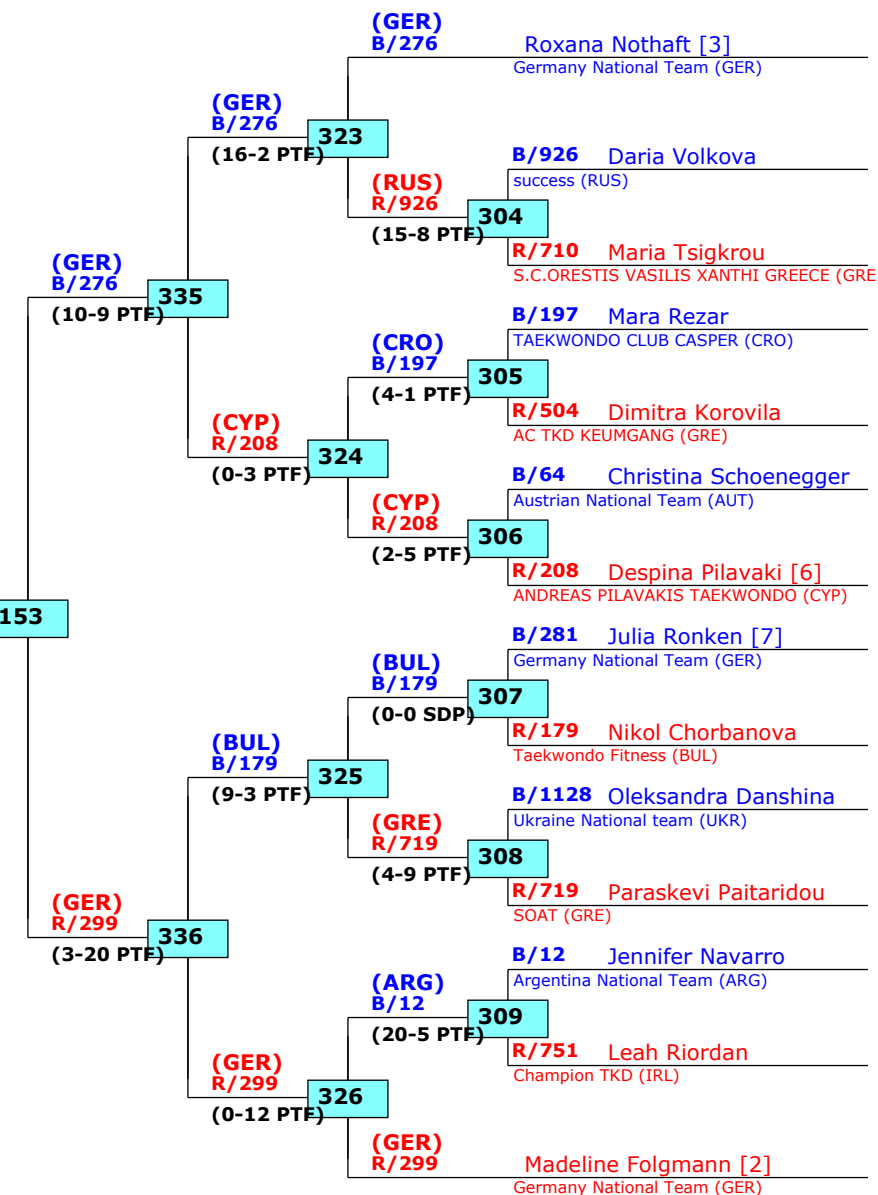 (GER)
B/276
Roxana Nothaft [3]
Germany National Team (GER)
(GER)
B/276
323
(16-2 PTF)
B/926 Daria Volkova
success (RUS)
(RUS)
R/926
304
(15-8 PTF)
R/710 Maria Tsigkrou
S.C.ORESTIS VASILIS XANTHI GREECE (GRE
(GER)
B/276
335
(10-9 PTF)
B/197 Mara Rezar
TAEKWONDO CLUB CASPER (CRO)
(CRO)
B/197
305
(4-1 PTF)
R/504 Dimitra Korovila
AC TKD KEUMGANG (GRE)
(CYP)
R/208
324
(0-3 PTF)
B/64 Christina Schoenegger
Austrian National Team (AUT)
(CYP)
R/208
306
(2-5 PTF)
R/208 Despina Pilavaki [6]
ANDREAS PILAVAKIS TAEKWONDO (CYP)
153
B/281 Julia Ronken [7]
Germany National Team (GER)
(BUL)
B/179
307
(0-0 SDP)
R/179 Nikol Chorbanova
Taekwondo Fitness (BUL)
(BUL)
B/179
325
(9-3 PTF)
B/1128 Oleksandra Danshina
Ukraine National team (UKR)
(GRE)
R/719
308
(4-9 PTF)
R/719 Paraskevi Paitaridou
SOAT (GRE)
(GER)
R/299
336
(3-20 PTF)
B/12 Jennifer Navarro
Argentina National Team (ARG)
(ARG)
B/12
309
(20-5 PTF)
R/751 Leah Riordan
Champion TKD (IRL)
(GER)
R/299
326
(0-12 PTF)
(GER)
R/299
Madeline Folgmann [2]
Germany National Team (GER)